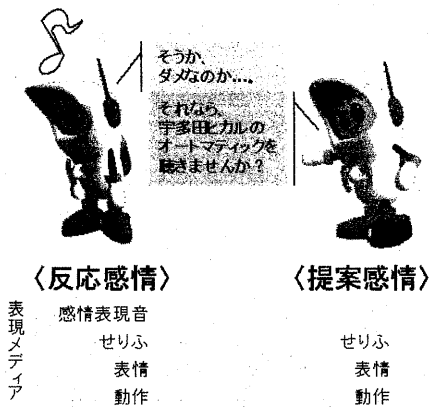 そうか、
ダメなのか…。
それなら、
宇多田ヒカルの
オートマティックを
聴きませんか？
〈反応感情〉
〈提案感情〉
表現メディア
感情表現音
せりふ
表情
動作
せりふ
表情
動作